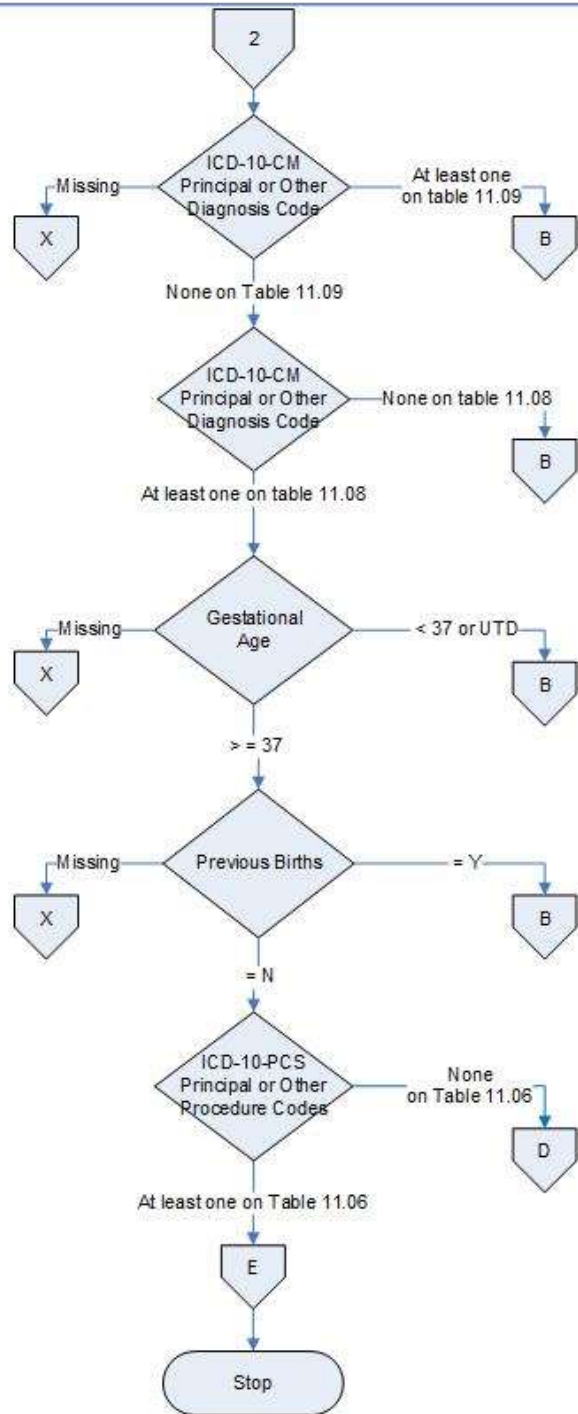 2
ICD-10-CM
Principal or Other
Diagnosis Code
Missing
At least one
on table 11.09
X
B
None on Table 11.09
ICD-10-CM
Principal or Other
Diagnosis Code
None on table 11.08
B
At least one on table 11.08
Gestational
Age
Missing
< 37 or UTD
X
B
> = 37
Previous Births
Missing
= Y
X
B
= N
ICD-10-PCS
Principal or Other
Procedure Codes
None
on Table 11.06
D
At least one on Table 11.06
E
Stop